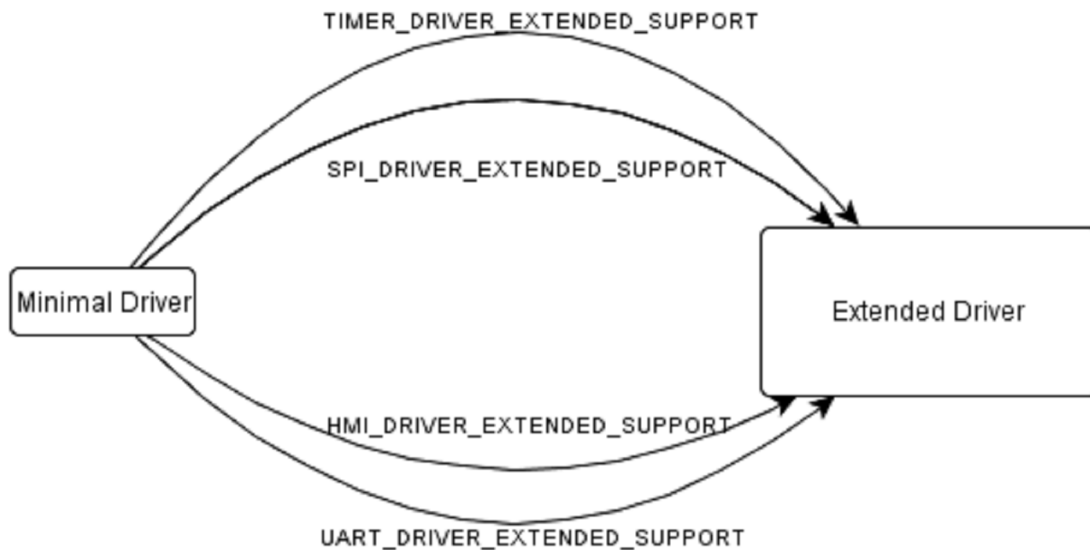 TIMER_DRIVER_EXTENDED_SUPPORT
SPI_DRIVER_EXTENDED_SUPPORT
Minimal Driver
Extended Driver
HMI_DRIVER_EXTENDED_SUPPORT
UART_DRIVER_EXTENDED_SUPPORT